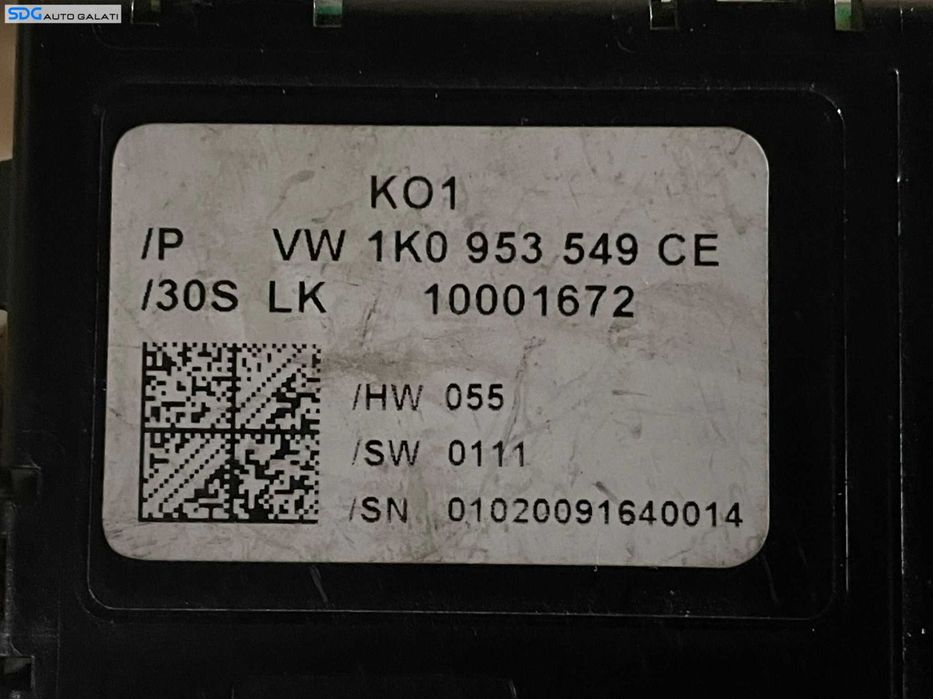 SDG AUTO GALATI
KO1
/P VW 1K0 953 549 CE
/30S LK 10001672
/HW 055
/SW 0111
/SN 01020091640014